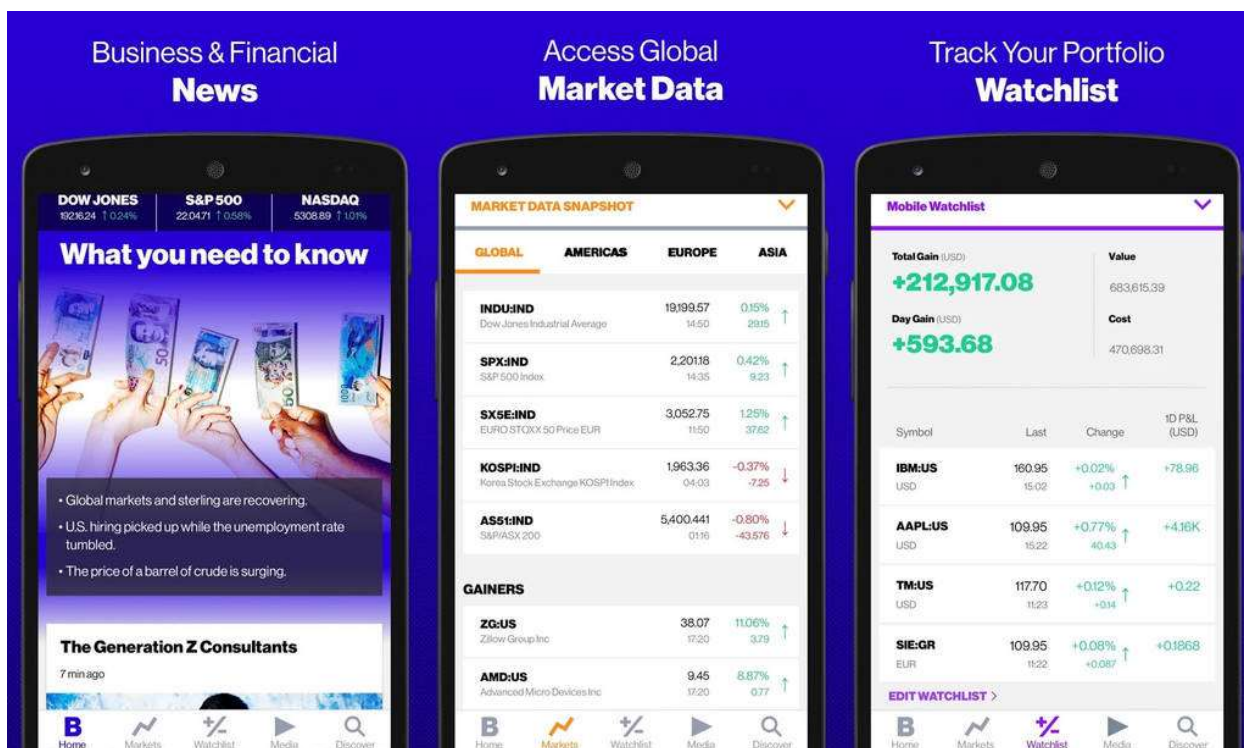 Business & Financial
News
DOW JONES
19216.24 ↑ 0.24%
S&P 500
2204.71 ↑ 0.58%
NASDAQ
5308.89 ↑ 1.01%
What you need to know
• Global markets and sterling are recovering.
• U.S. hiring picked up while the unemployment rate
tumbled.
• The price of a barrel of crude is surging.
The Generation Z Consultants
7 min ago
B
Home
Markets
Watchlist
Media
Discover
Access Global
Market Data
MARKET DATA SNAPSHOT
GLOBAL AMERICAS EUROPE ASIA
INDU:IND 19,199.57 0.15% ↑
Dow Jones Industrial Average 14:50 29.15
SPX:IND 2,201.18 0.42% ↑
S&P 500 Index 14:35 9.23
SX5E:IND 3,052.75 1.25% ↑
EURO STOXX 50 Price EUR 11:50 37.62
KOSPI:IND 1,963.36 -0.37% ↓
Korea Stock Exchange KOSPI Index 04:03 -7.25
AS51:IND 5,400.441 -0.80% ↓
S&P/ASX 200 01:16 -43.576
GAINERS
ZG:US 38.07 11.06% ↑
Zillow Group Inc 17:20 3.79
AMD:US 9.45 8.87% ↑
Advanced Micro Devices Inc 17:20 0.77
B
Home
Markets
Watchlist
Media
Discover
Track Your Portfolio
Watchlist
Mobile Watchlist
Total Gain (USD) Value
+212,917.08 683,615.39
Day Gain (USD) Cost
+593.68 470,698.31
Symbol Last Change 1D P&L (USD)
IBM:US 160.95 +0.02% ↑ +78.96
USD 15:02 +0.03
AAPL:US 109.95 +0.77% ↑ +4.16K
USD 15:22 40.43
TM:US 117.70 +0.12% ↑ +0.22
USD 11:23 +0.14
SIE:GR 109.95 +0.08% ↑ +0.1868
EUR 11:22 +0.087
EDIT WATCHLIST >
B
Home
Markets
Watchlist
Media
Discover